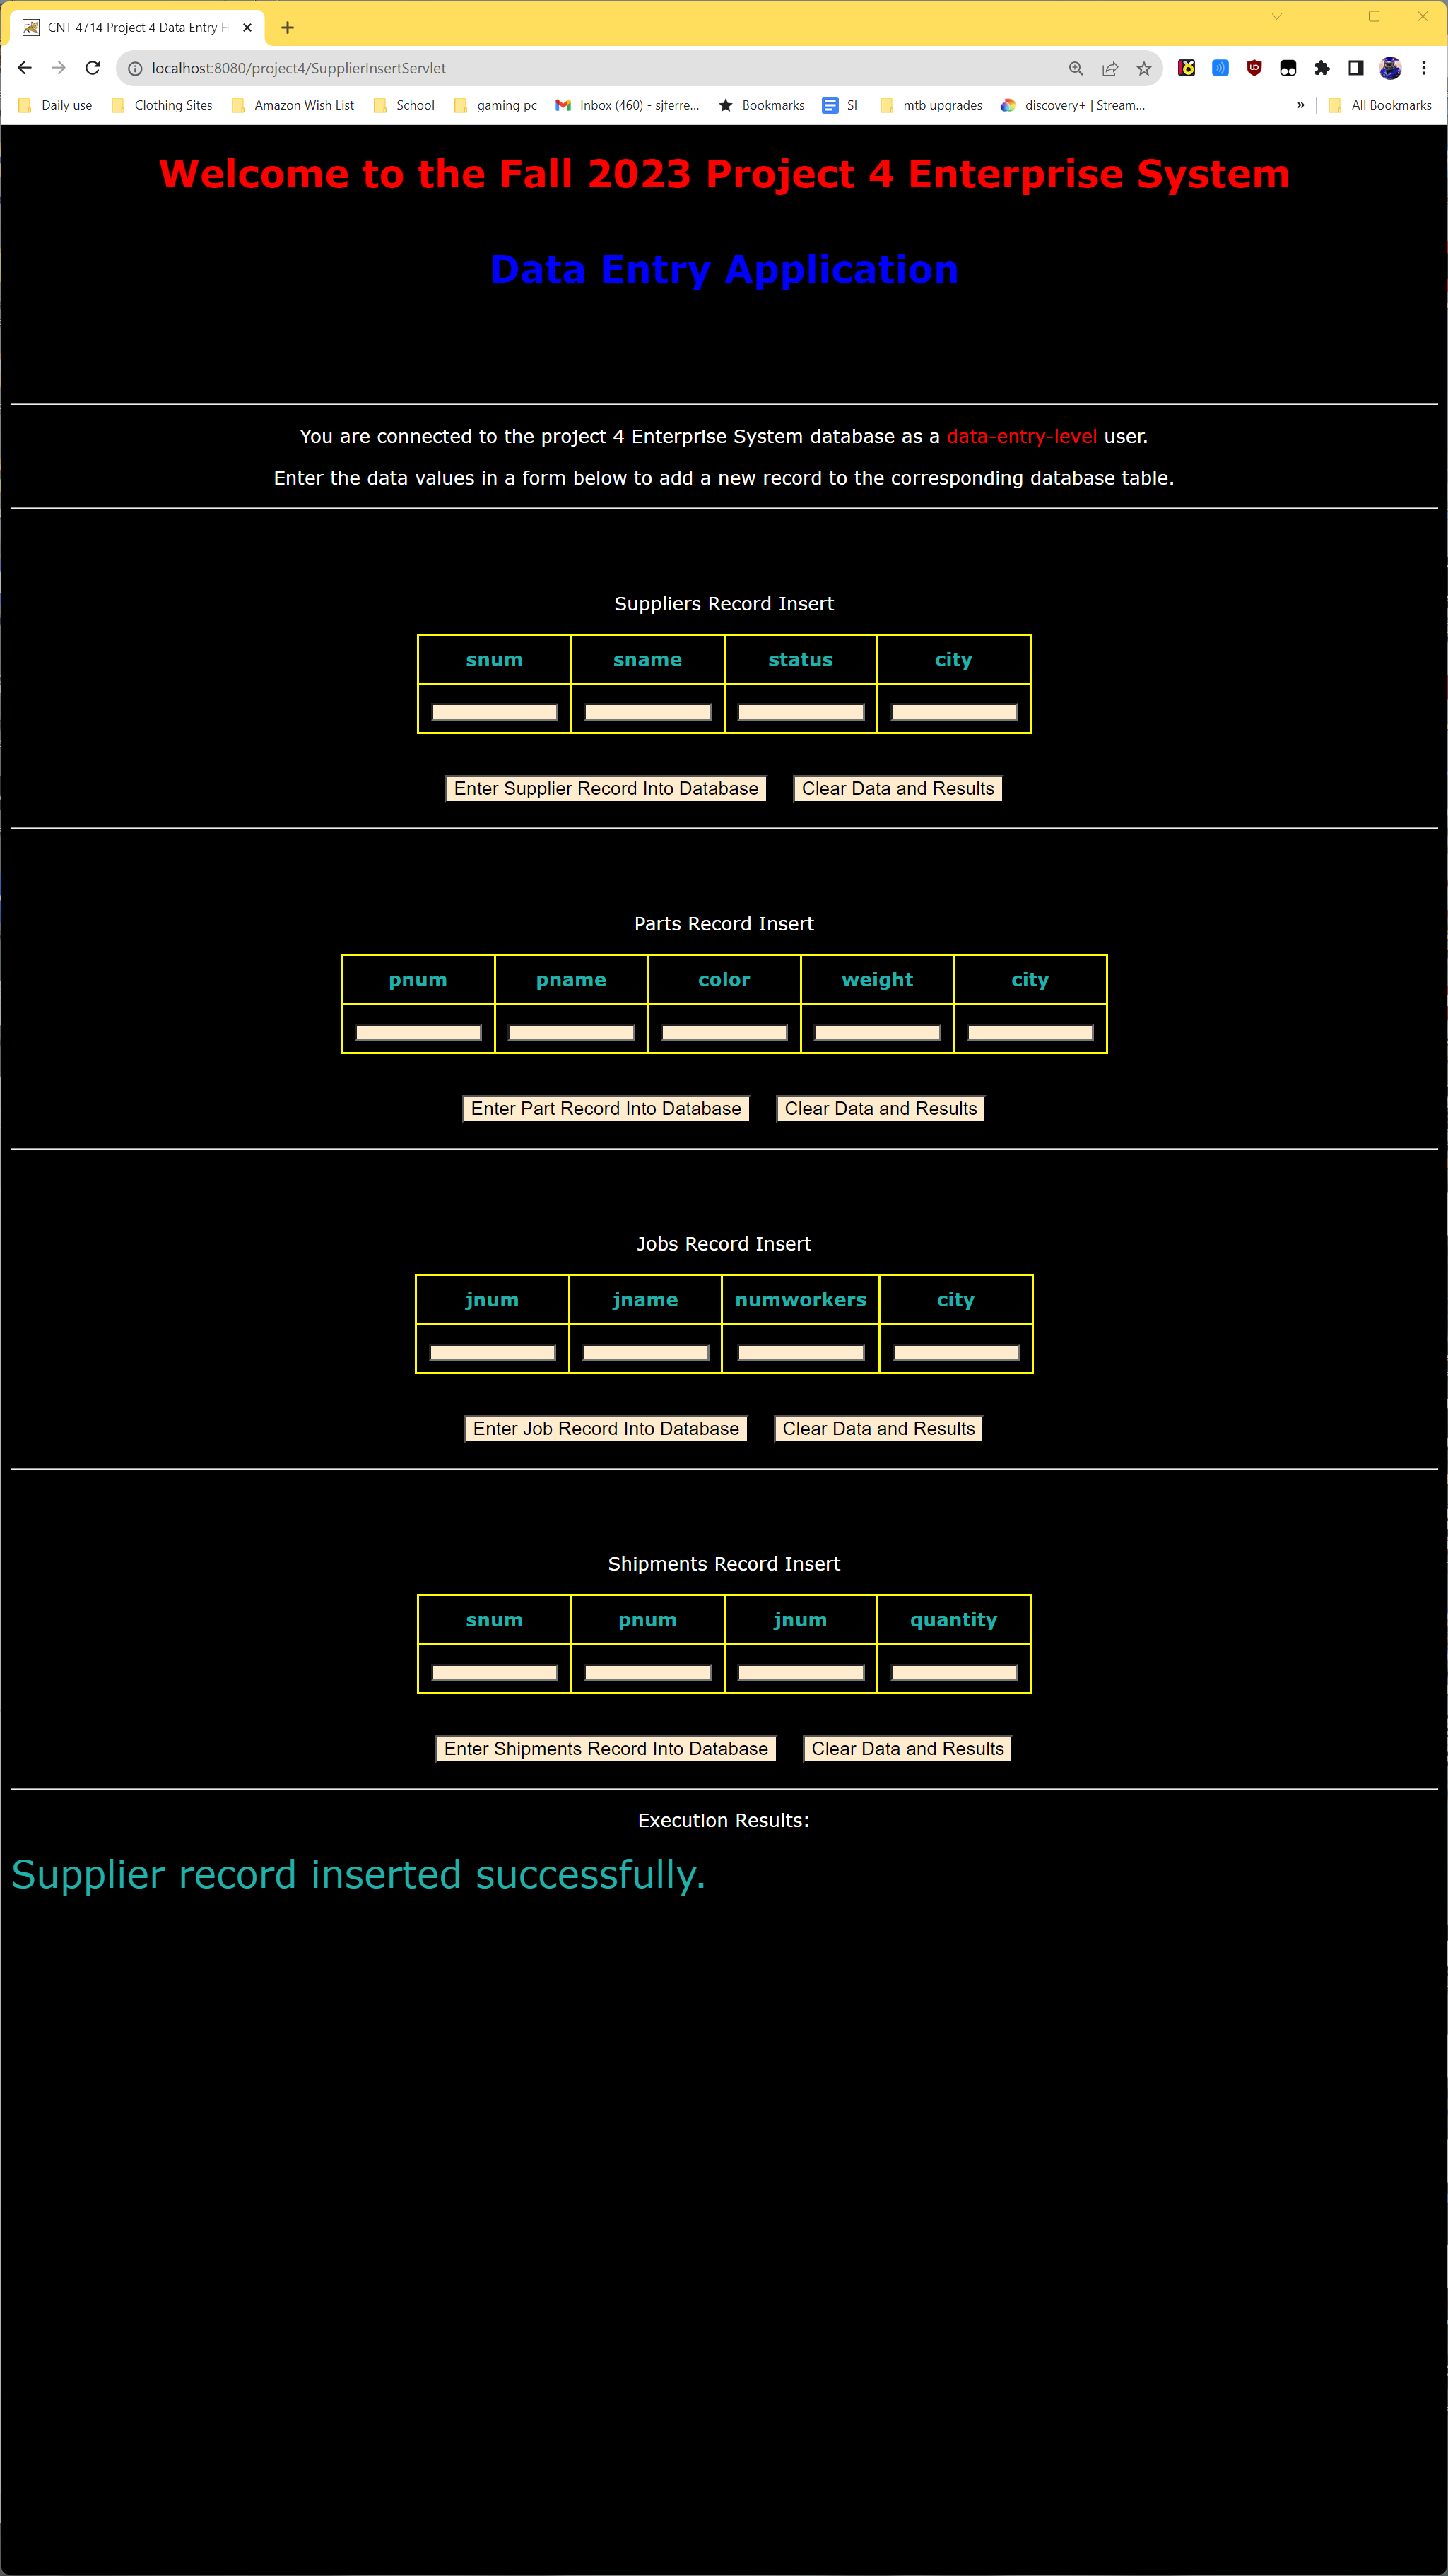 CNT 4714 Project 4 Data Entry H
localhost:8080/project4/SupplierInsertServlet
Daily use Clothing Sites Amazon Wish List School gaming pc Inbox (460) - sjferre... Bookmarks SI mtb upgrades discovery+ | Stream... » All Bookmarks
Welcome to the Fall 2023 Project 4 Enterprise System
Data Entry Application
You are connected to the project 4 Enterprise System database as a data-entry-level user.
Enter the data values in a form below to add a new record to the corresponding database table.
Suppliers Record Insert
snum sname status city
Enter Supplier Record Into Database Clear Data and Results
Parts Record Insert
pnum pname color weight city
Enter Part Record Into Database Clear Data and Results
Jobs Record Insert
jnum jname numworkers city
Enter Job Record Into Database Clear Data and Results
Shipments Record Insert
snum pnum jnum quantity
Enter Shipments Record Into Database Clear Data and Results
Execution Results:
Supplier record inserted successfully.